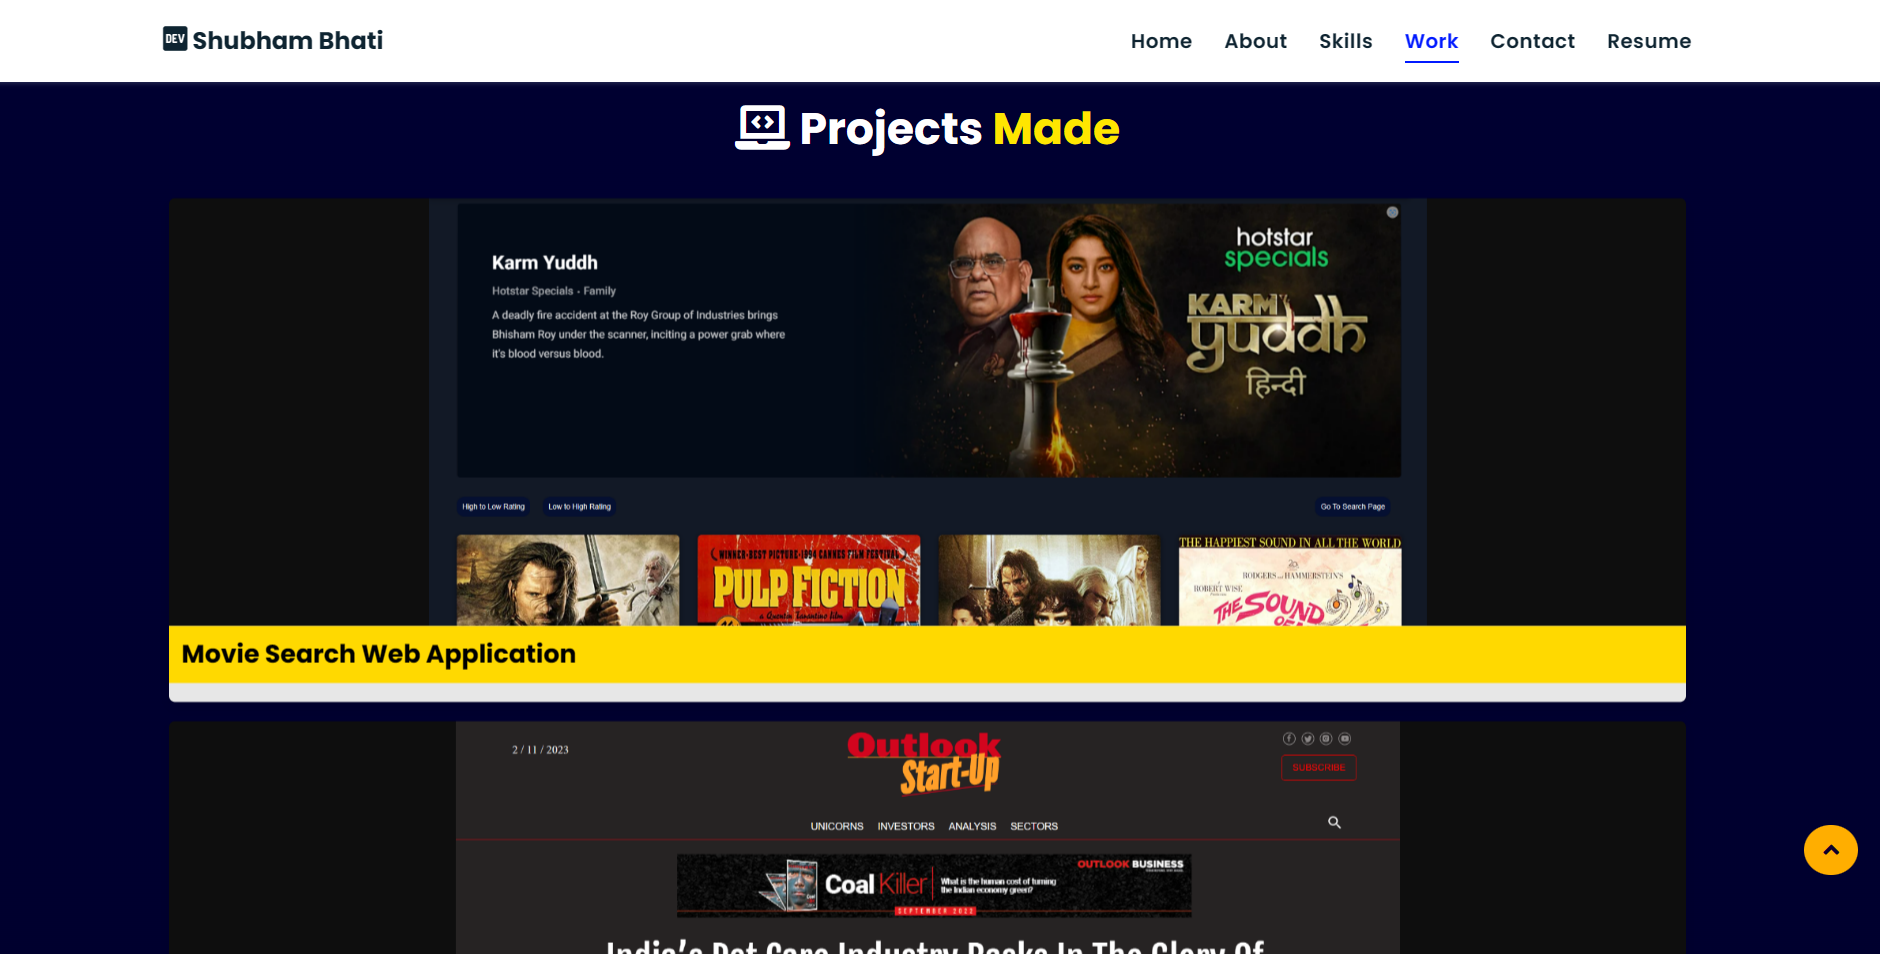 DEV Shubham Bhati
Home About Skills Work Contact Resume
Projects Made
Karm Yuddh
Hotstar Specials • Family
A deadly fire accident at the Roy Group of Industries brings
Bhisham Roy under the scanner, inciting a power grab where
it's blood versus blood.
hotstar
specials
KARM
yuddh
हिन्दी
High to Low Rating Low to High Rating Go To Search Page
WINNER-BEST PICTURE-1994 CANNES FILM FESTIVAL
PULP FICTION
a Quentin Tarantino film
THE HAPPIEST SOUND IN ALL THE WORLD
RODGERS and HAMMERSTEIN'S
ROBERT WISE
THE SOUND
OF
Movie Search Web Application
2 / 11 / 2023
Outlook
Start-Up
SUBSCRIBE
UNICORNS INVESTORS ANALYSIS SECTORS
OUTLOOK BUSINESS
Coal Killer
What is the human cost of turning
the Indian economy green?
SEPTEMBER 2022
India's Pet Care Industry Basks In The Glory Of